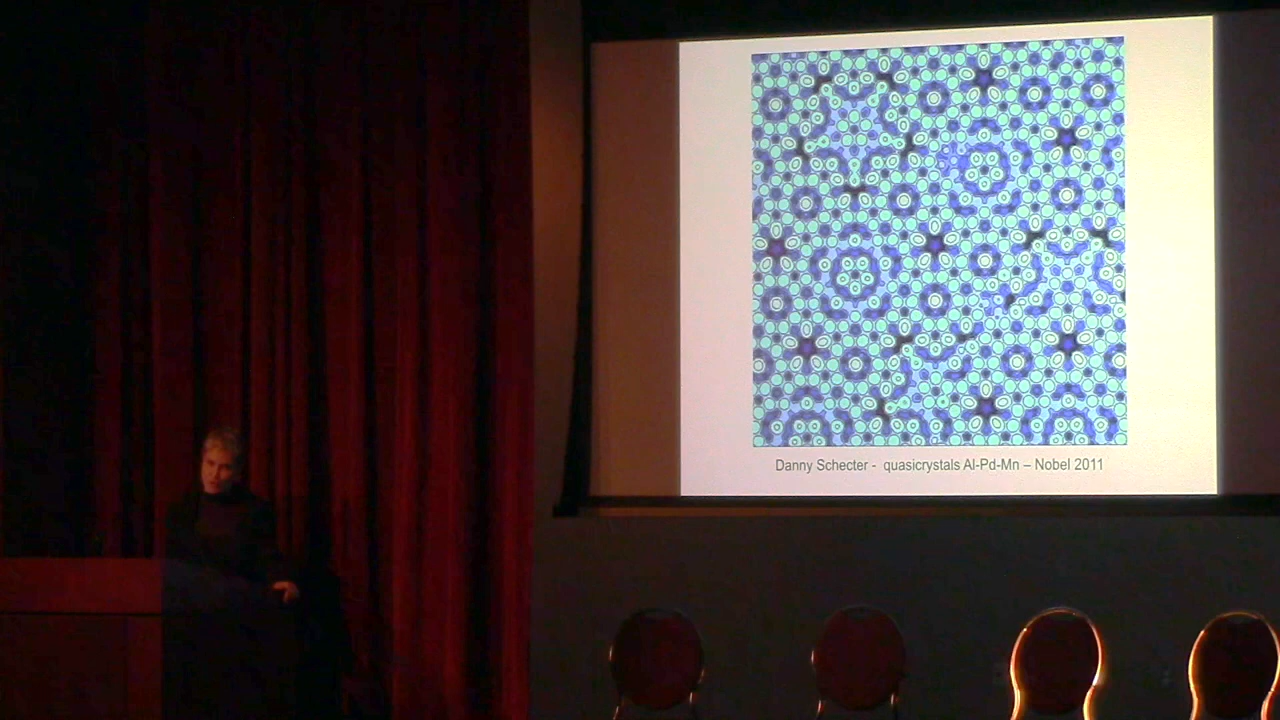 Danny Schecter - quasicrystals Al-Pd-Mn – Nobel 2011